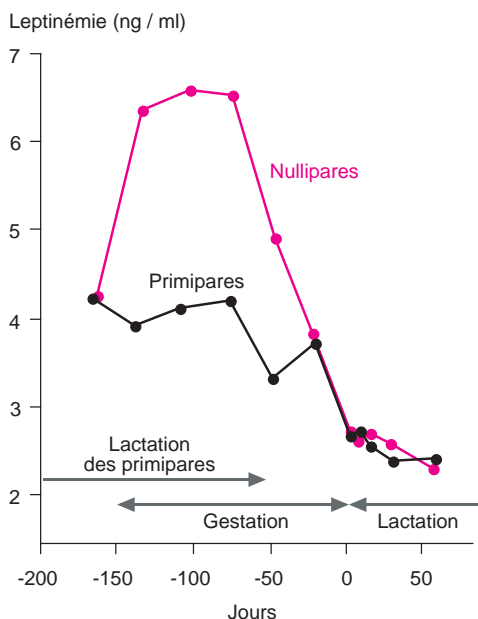 Leptinémie (ng / ml)
7
6
5
4
3
2
Nullipares
Primipares
Lactation
des primipares
Gestation
Lactation
-200
-150
-100
-50
0
50
Jours